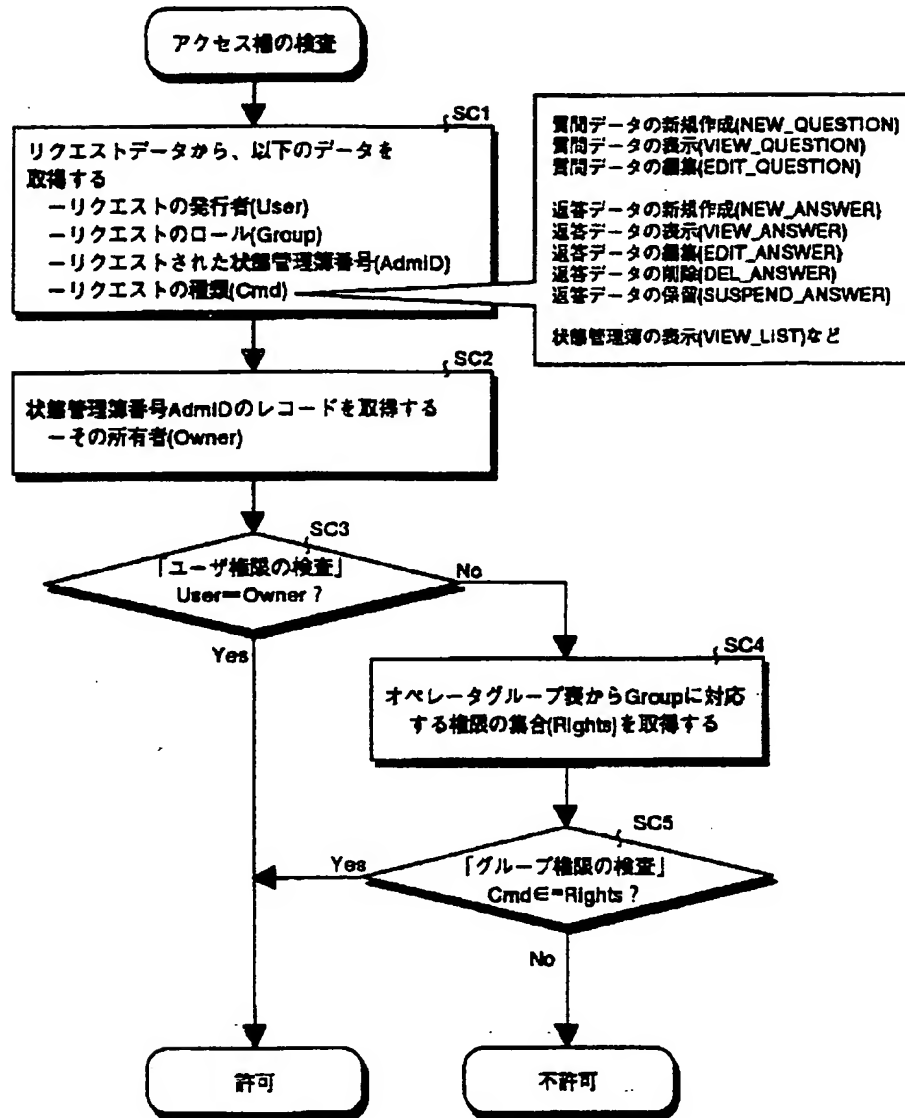 アクセス権の検査
SC1
リクエストデータから、以下のデータを
取得する
ーリクエストの発行者(User)
ーリクエストのロール(Group)
ーリクエストされた状態管理簿番号(AdmID)
ーリクエストの種類(Cmd)
質問データの新規作成(NEW_QUESTION)
質問データの表示(VIEW_QUESTION)
質問データの編集(EDIT_QUESTION)
返答データの新規作成(NEW_ANSWER)
返答データの表示(VIEW_ANSWER)
返答データの編集(EDIT_ANSWER)
返答データの削除(DEL_ANSWER)
返答データの保留(SUSPEND_ANSWER)
状態管理簿の表示(VIEW_LIST)など
SC2
状態管理簿番号AdmIDのレコードを取得する
ーその所有者(Owner)
SC3
「ユーザ権限の検査」
User==Owner ?
No
Yes
SC4
オペレータグループ表からGroupに対応
する権限の集合(Rights)を取得する
SC5
「グループ権限の検査」
Cmd∈=Rights ?
Yes
No
許可
不許可